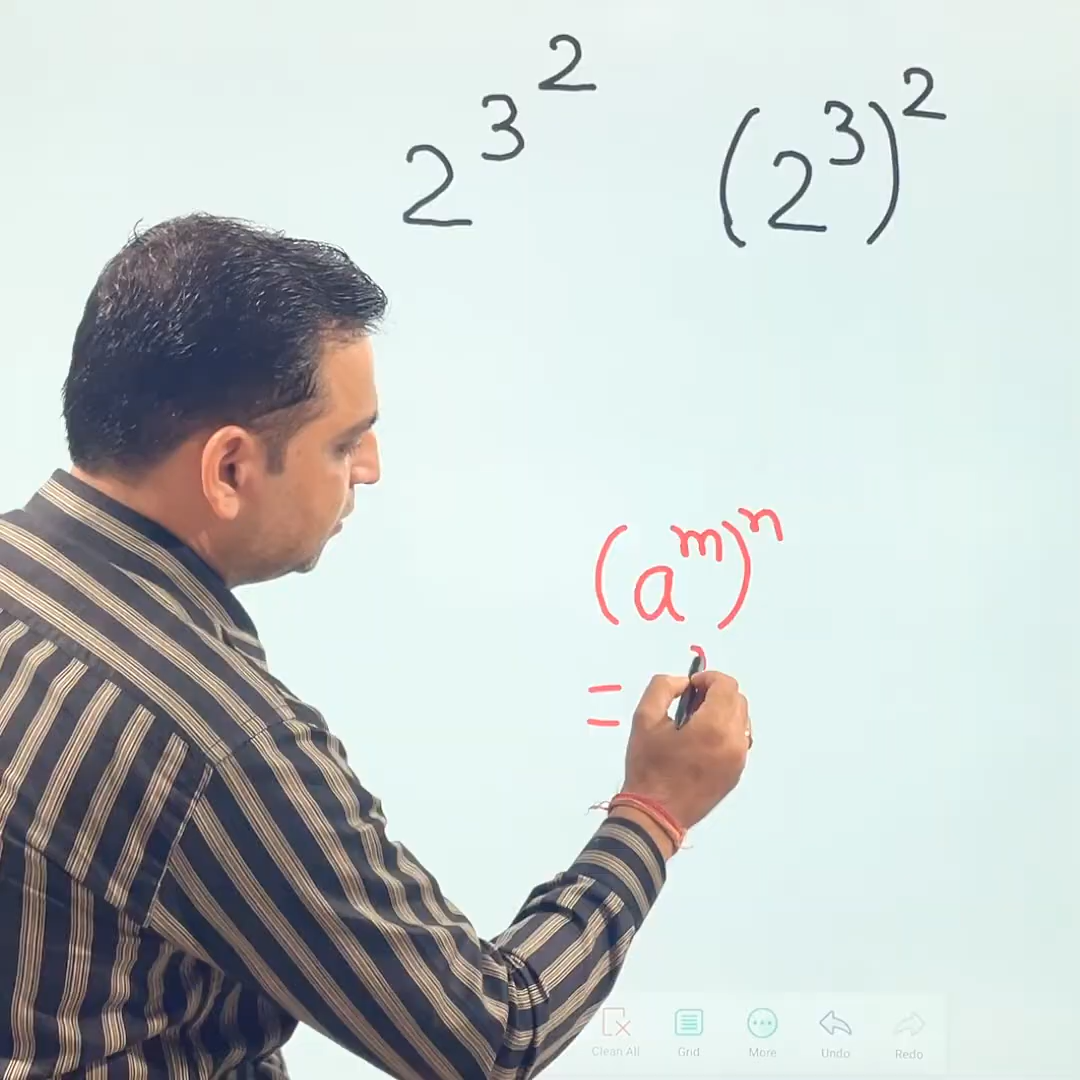 2^3^2 (2^3)^2
(a^m)^n
=
Clean All Grid More Undo Redo